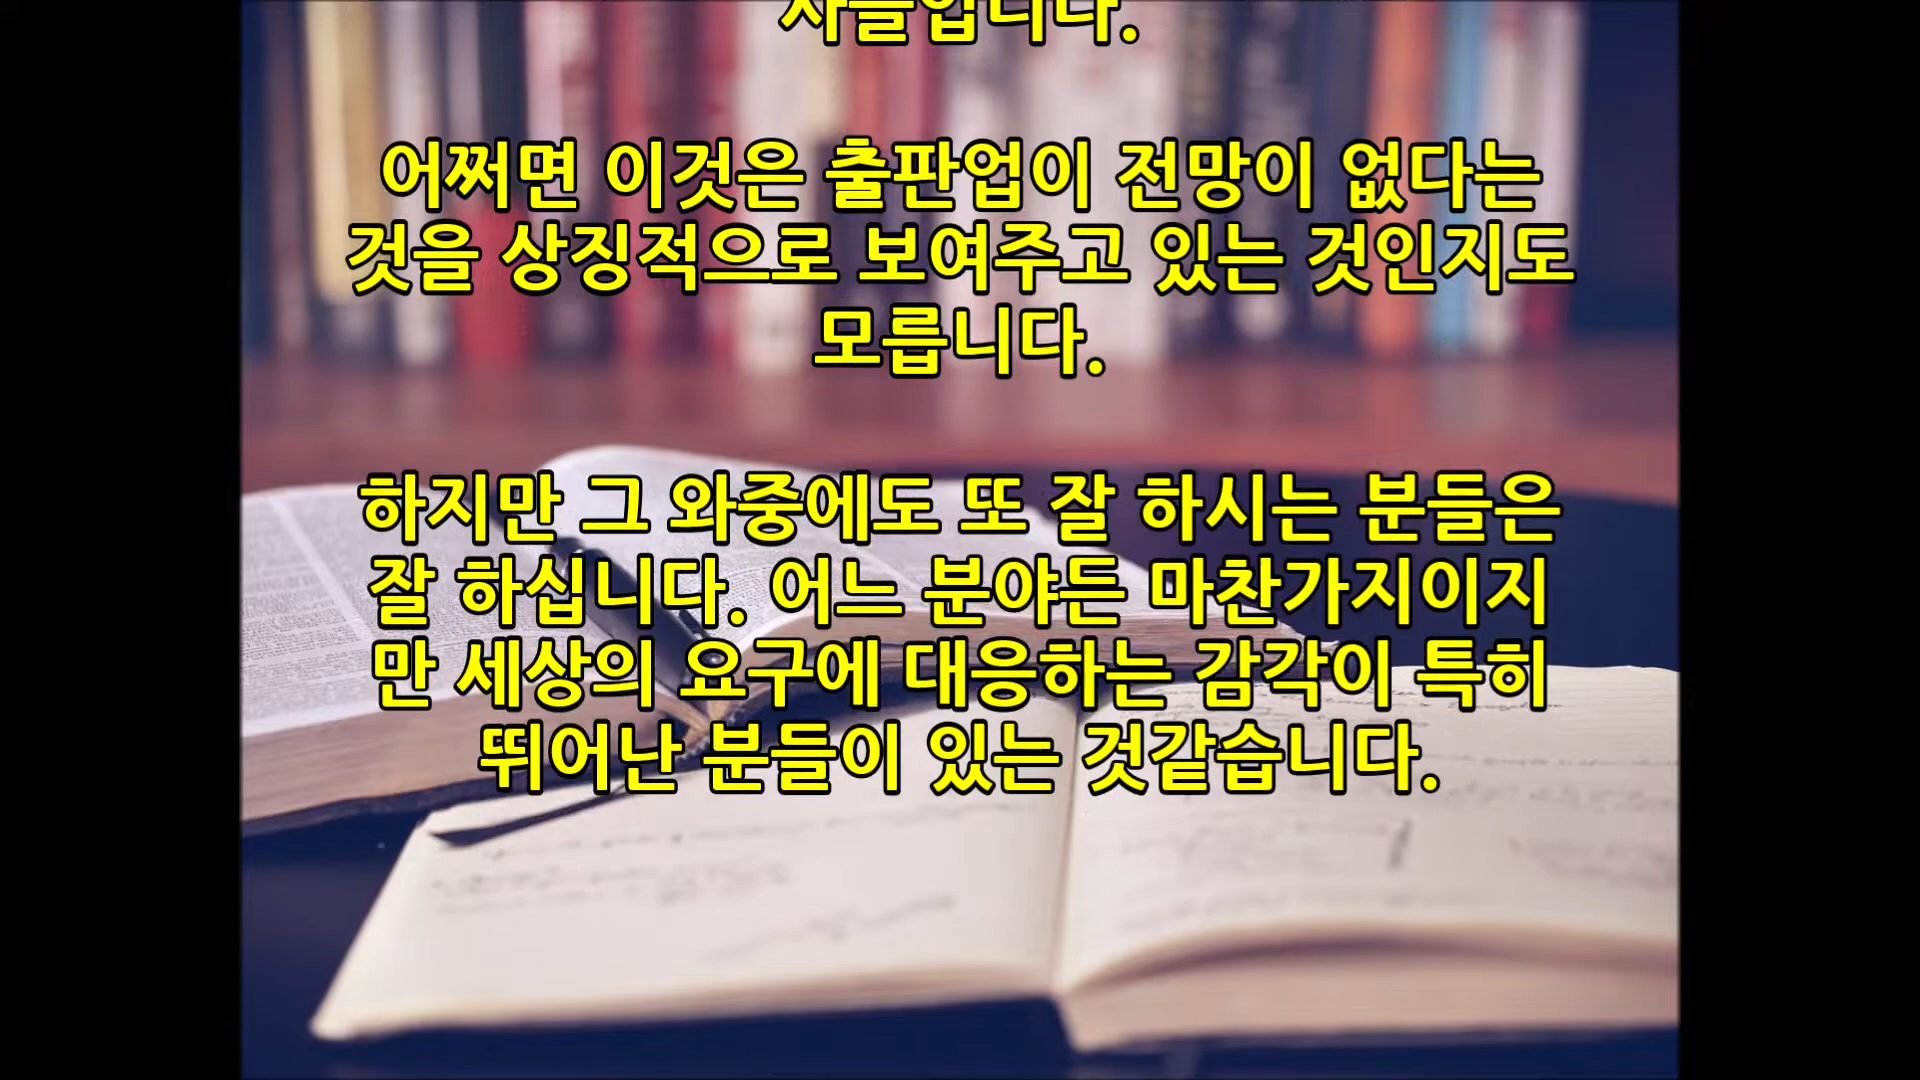 자들입니다.
어쩌면 이것은 출판업이 전망이 없다는
것을 상징적으로 보여주고 있는 것인지도
모릅니다.
하지만 그 와중에도 또 잘 하시는 분들은
잘 하십니다. 어느 분야든 마찬가지이지
만 세상의 요구에 대응하는 감각이 특히
뛰어난 분들이 있는 것같습니다.